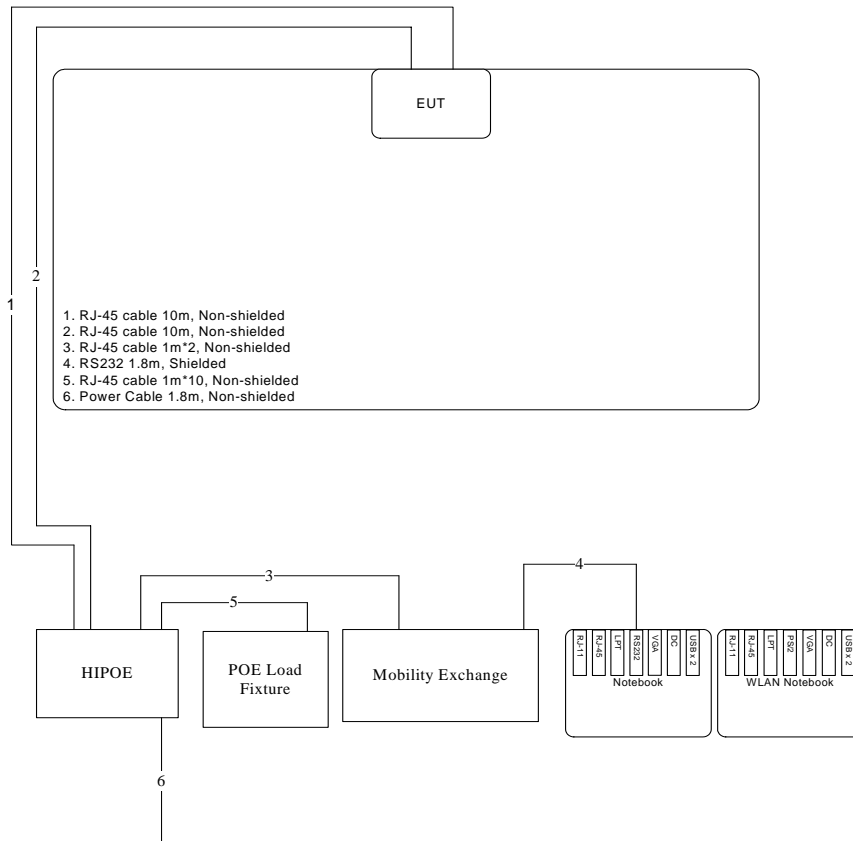 EUT
2
1
1. RJ-45 cable 10m, Non-shielded
2. RJ-45 cable 10m, Non-shielded
3. RJ-45 cable 1m*2, Non-shielded
4. RS232 1.8m, Shielded
5. RJ-45 cable 1m*10, Non-shielded
6. Power Cable 1.8m, Non-shielded
3
4
5
HIPOE
POE Load
Fixture
Mobility Exchange
RJ-11
RJ-45
LPT
RS232
VGA
DC
USB x 2
Notebook
RJ-11
RJ-45
LPT
PS/2
VGA
DC
USB x 2
WLAN Notebook
6